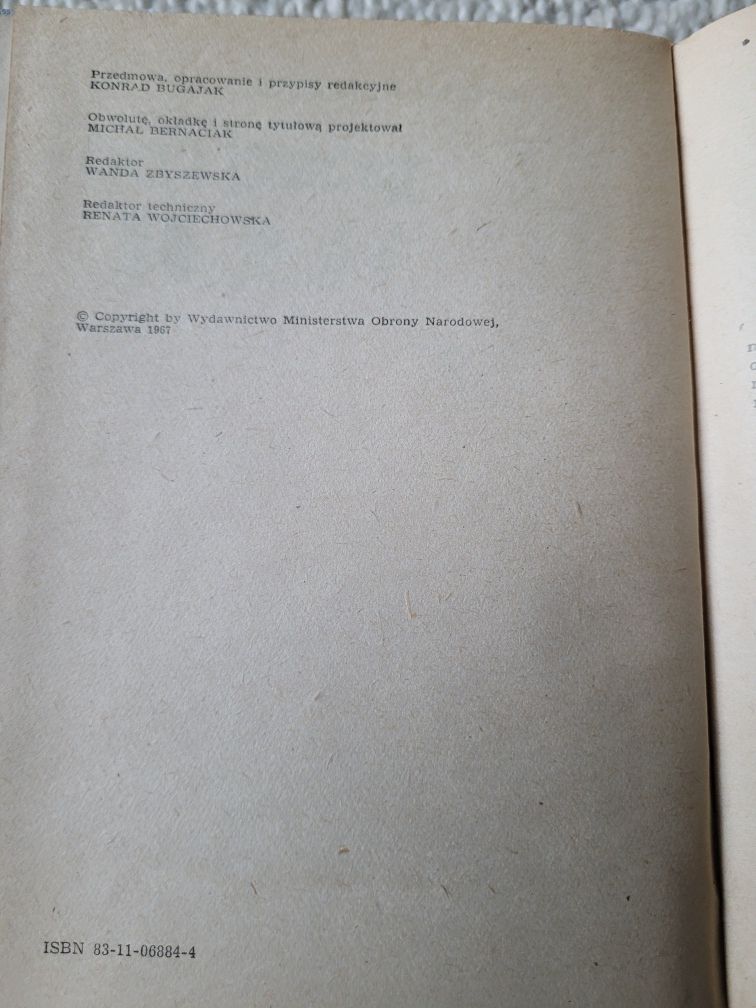 Przedmowa, opracowanie i przypisy redakcyjne
KONRAD BUGAJAK
Obwolutę, okładkę i stronę tytułową projektował
MICHAŁ BERNACIAK
Redaktor
WANDA ZBYSZEWSKA
Redaktor techniczny
RENATA WOJCIECHOWSKA
© Copyright by Wydawnictwo Ministerstwa Obrony Narodowej,
Warszawa 1967
ISBN 83-11-06884-4